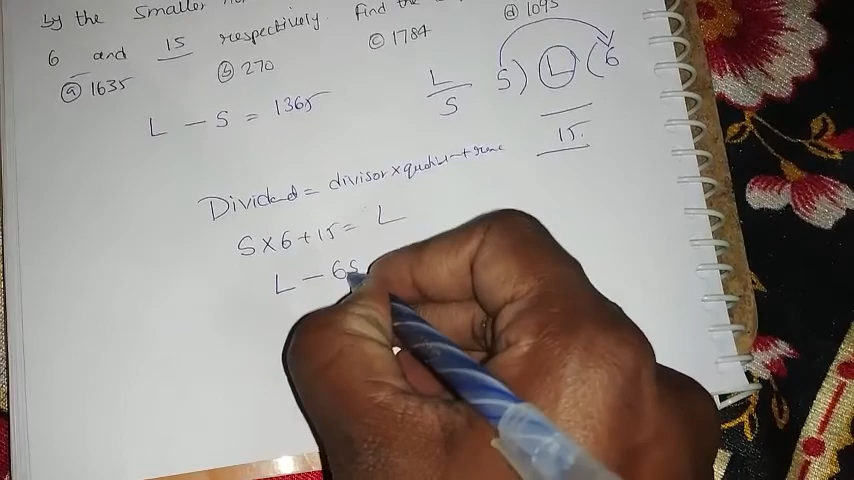 by the smaller
6 and 15 respectively. find the
ⓐ 1635 ⓑ 270 ⓒ 1784 ⓓ 1095
L - S = 1365
L/S S) L (6
15.
Dividend = divisor x quotient + reme
S x 6 + 15 = L
L - 6S